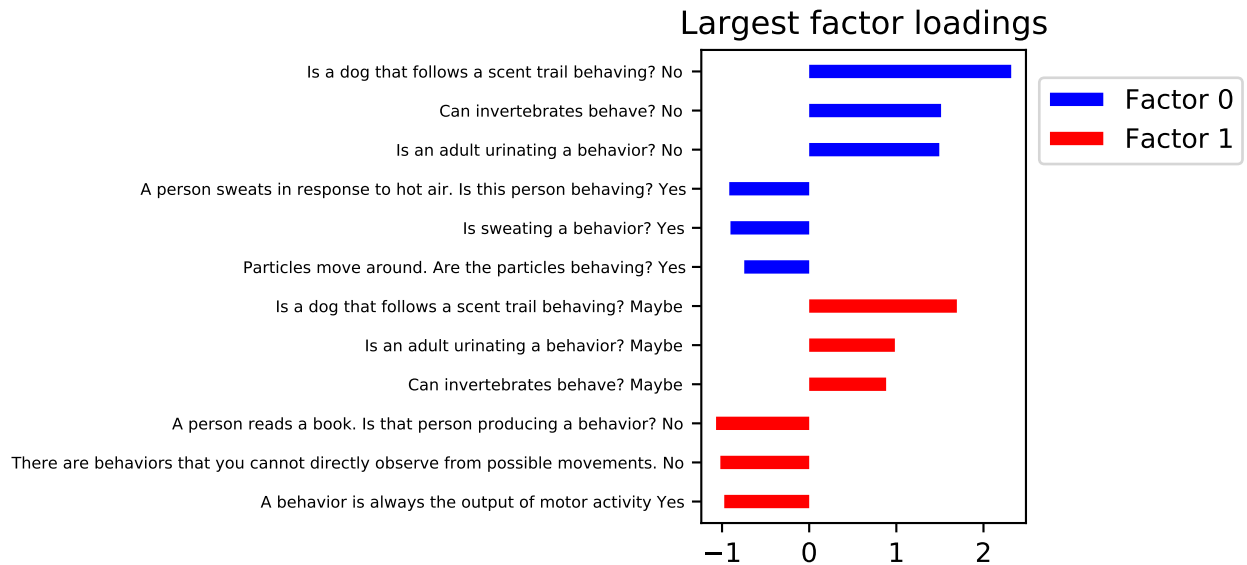 Largest factor loadings
Is a dog that follows a scent trail behaving? No
Can invertebrates behave? No
Is an adult urinating a behavior? No
A person sweats in response to hot air. Is this person behaving? Yes
Is sweating a behavior? Yes
Particles move around. Are the particles behaving? Yes
Is a dog that follows a scent trail behaving? Maybe
Is an adult urinating a behavior? Maybe
Can invertebrates behave? Maybe
A person reads a book. Is that person producing a behavior? No
There are behaviors that you cannot directly observe from possible movements. No
A behavior is always the output of motor activity Yes
−1 0 1 2
Factor 0
Factor 1